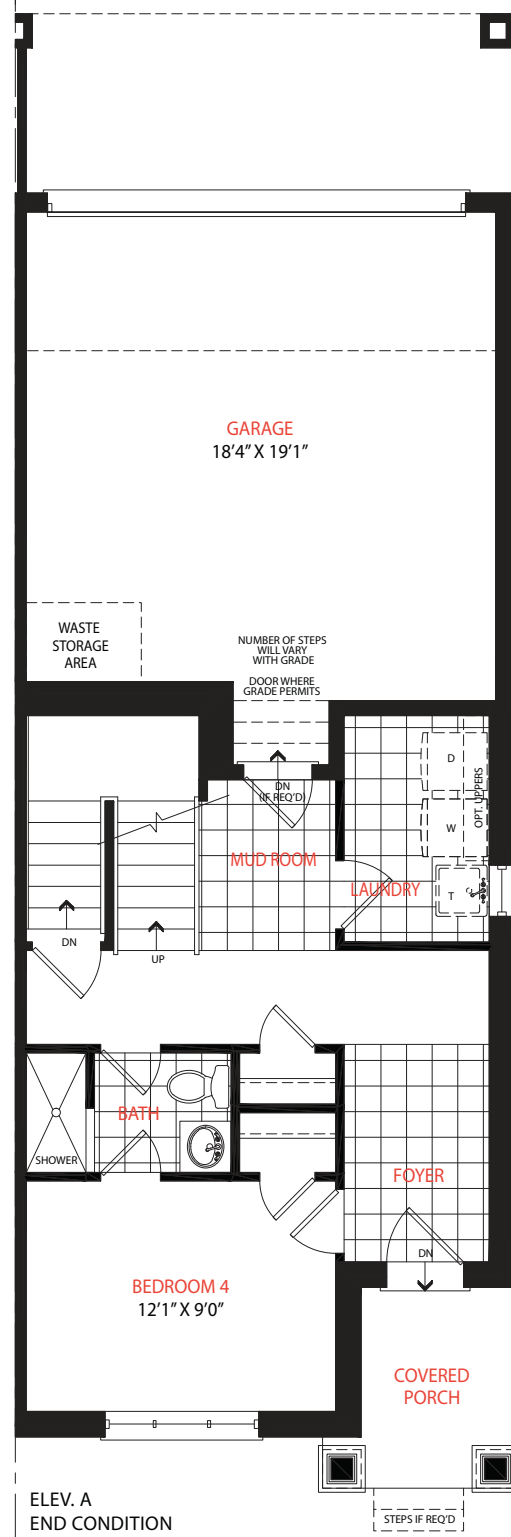 GARAGE
18'4" X 19'1"
WASTE
STORAGE
AREA
NUMBER OF STEPS
WILL VARY
WITH GRADE
DOOR WHERE
GRADE PERMITS
DN
(IF REQ'D)
D
OPT. UPPERS
W
MUD ROOM
LAUNDRY
T
DN
UP
BATH
SHOWER
FOYER
DN
BEDROOM 4
12'1" X 9'0"
COVERED
PORCH
ELEV. A
END CONDITION
STEPS IF REQ'D